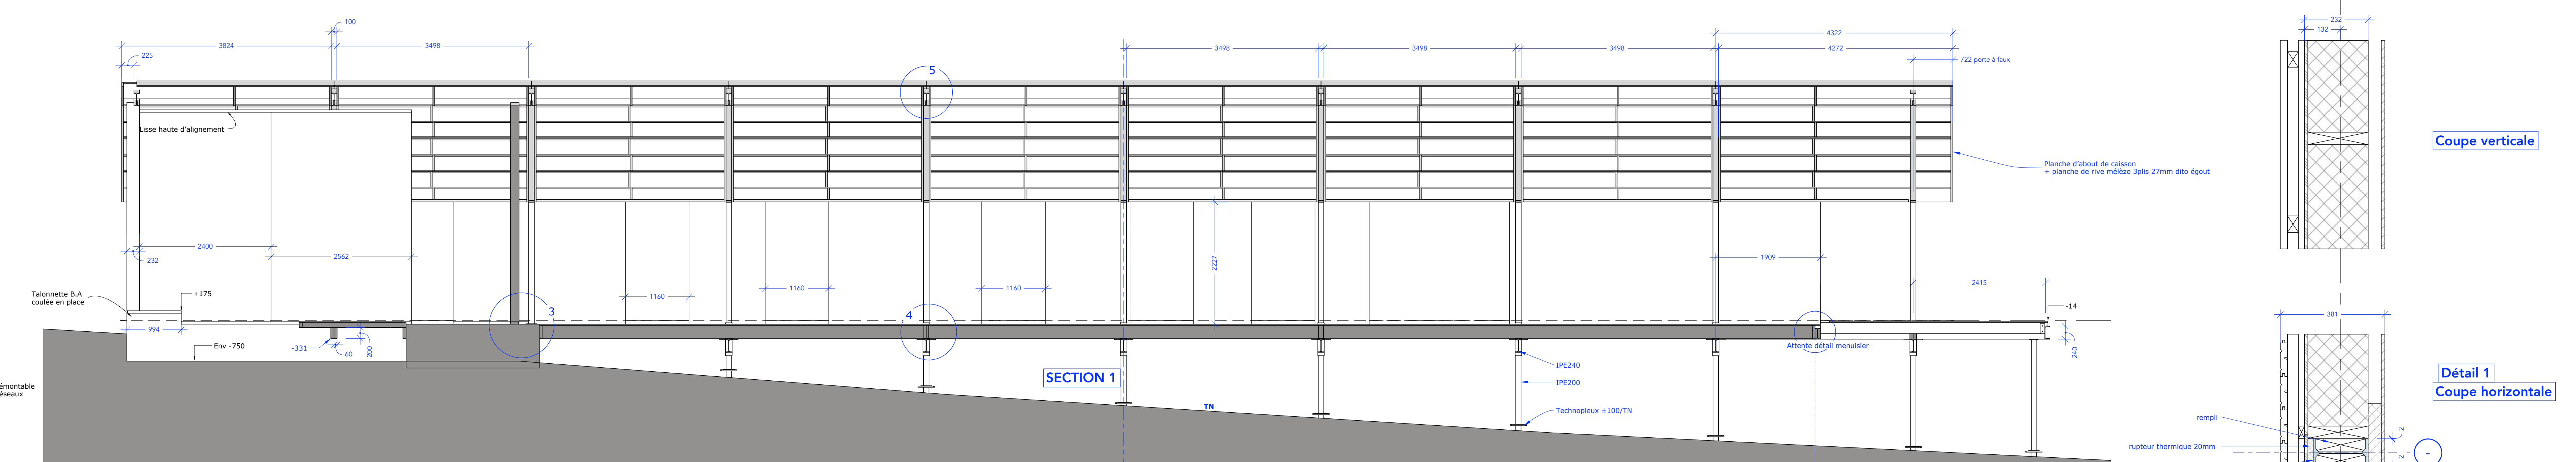 100
3824
3498
225
5
3498
3498
3498
4322
4272
722 porte à faux
232
132
Lisse haute d'alignement
Coupe verticale
Planche d'about de caisson
+ planche de rive mélèze 3plis 27mm dito égout
2400
232
2562
2227
1909
1160
1160
1160
2415
Talonnette B.A
coulée en place
+175
994
3
4
-14
381
Env -750
-331
60
200
Attente détail menuisier
240
SECTION 1
IPE240
IPE200
Technopieux ±100/TN
TN
émontable
éseaux
Détail 1
Coupe horizontale
rempli
rupteur thermique 20mm
2
2
-